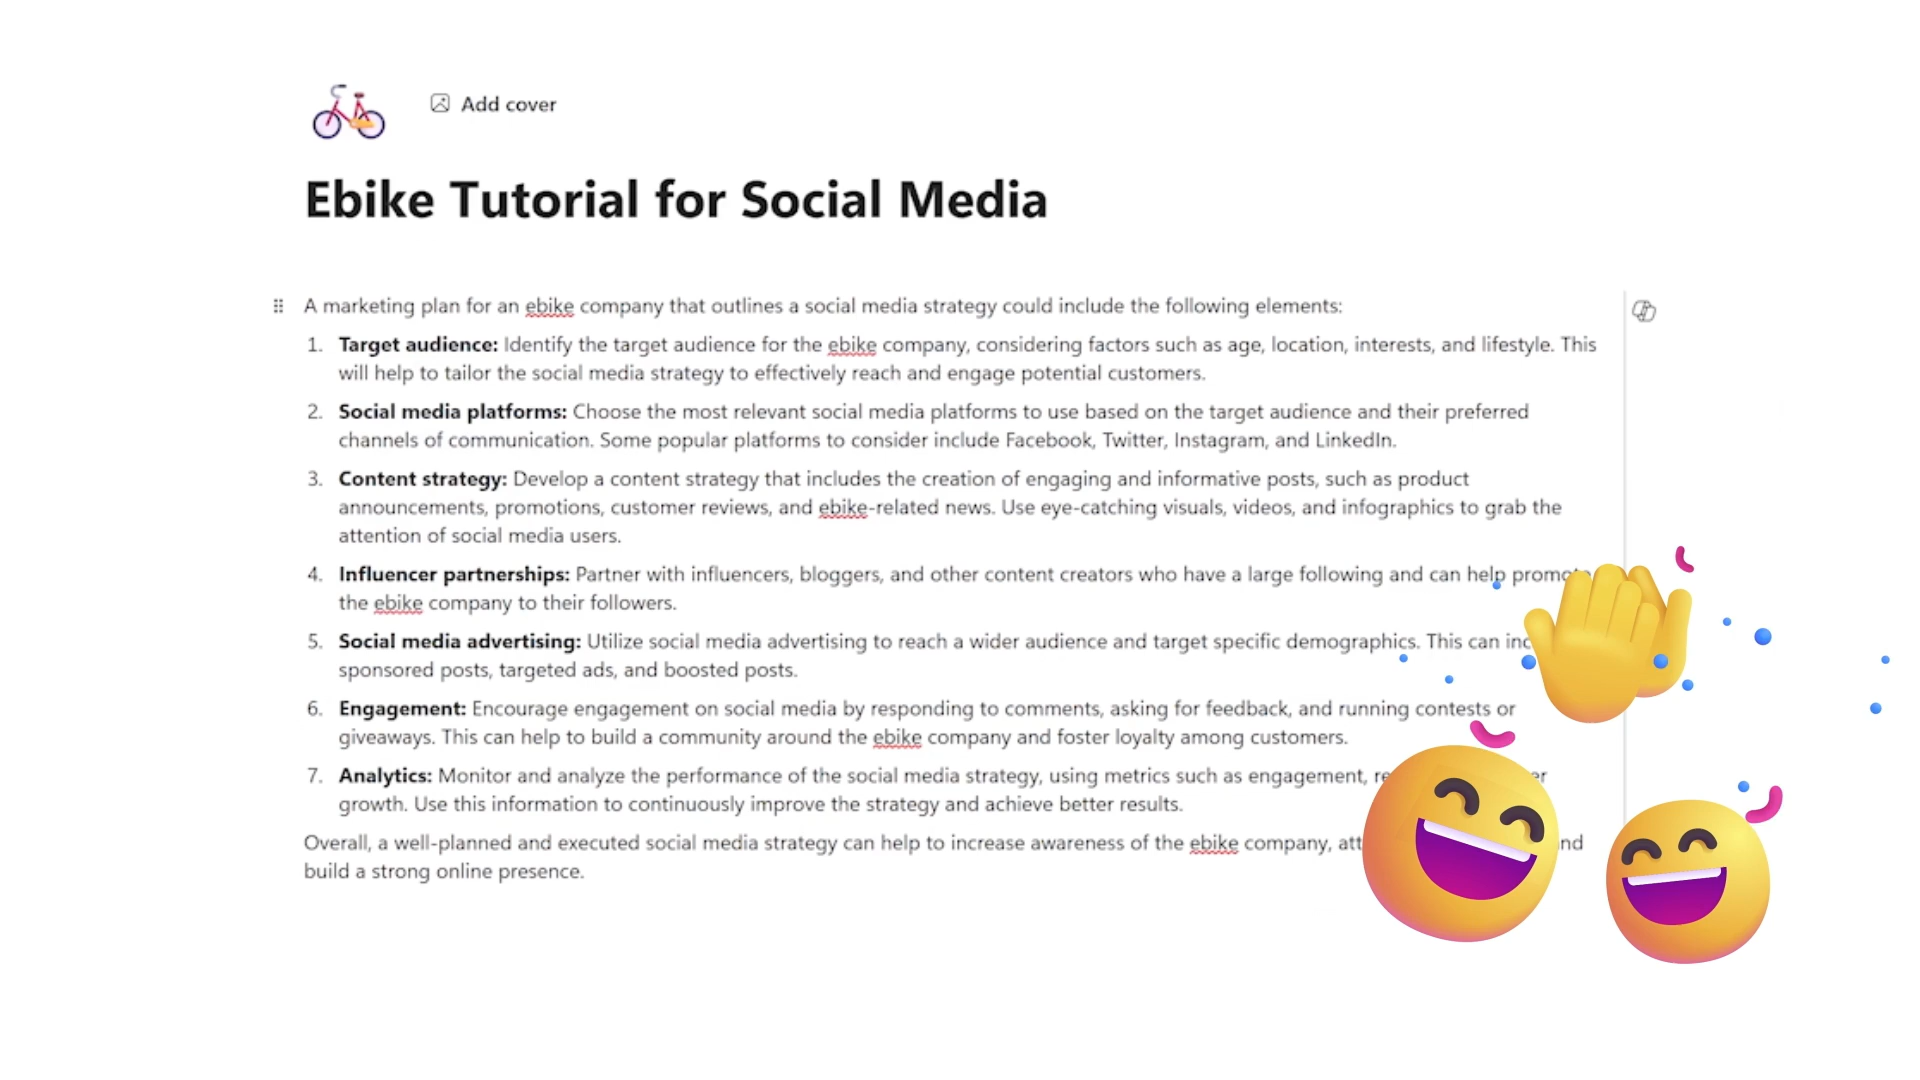 Add cover
Ebike Tutorial for Social Media
A marketing plan for an ebike company that outlines a social media strategy could include the following elements:
1. Target audience: Identify the target audience for the ebike company, considering factors such as age, location, interests, and lifestyle. This
will help to tailor the social media strategy to effectively reach and engage potential customers.
2. Social media platforms: Choose the most relevant social media platforms to use based on the target audience and their preferred
channels of communication. Some popular platforms to consider include Facebook, Twitter, Instagram, and LinkedIn.
3. Content strategy: Develop a content strategy that includes the creation of engaging and informative posts, such as product
announcements, promotions, customer reviews, and ebike-related news. Use eye-catching visuals, videos, and infographics to grab the
attention of social media users.
4. Influencer partnerships: Partner with influencers, bloggers, and other content creators who have a large following and can help
the ebike company to their followers.
5. Social media advertising: Utilize social media advertising to reach a wider audience and target specific demographics. This can
sponsored posts, targeted ads, and boosted posts.
6. Engagement: Encourage engagement on social media by responding to comments, asking for feedback, and running contests or
giveaways. This can help to build a community around the ebike company and foster loyalty among customers.
7. Analytics: Monitor and analyze the performance of the social media strategy, using metrics such as engagement,
growth. Use this information to continuously improve the strategy and achieve better results.
Overall, a well-planned and executed social media strategy can help to increase awareness of the ebike company,
build a strong online presence.